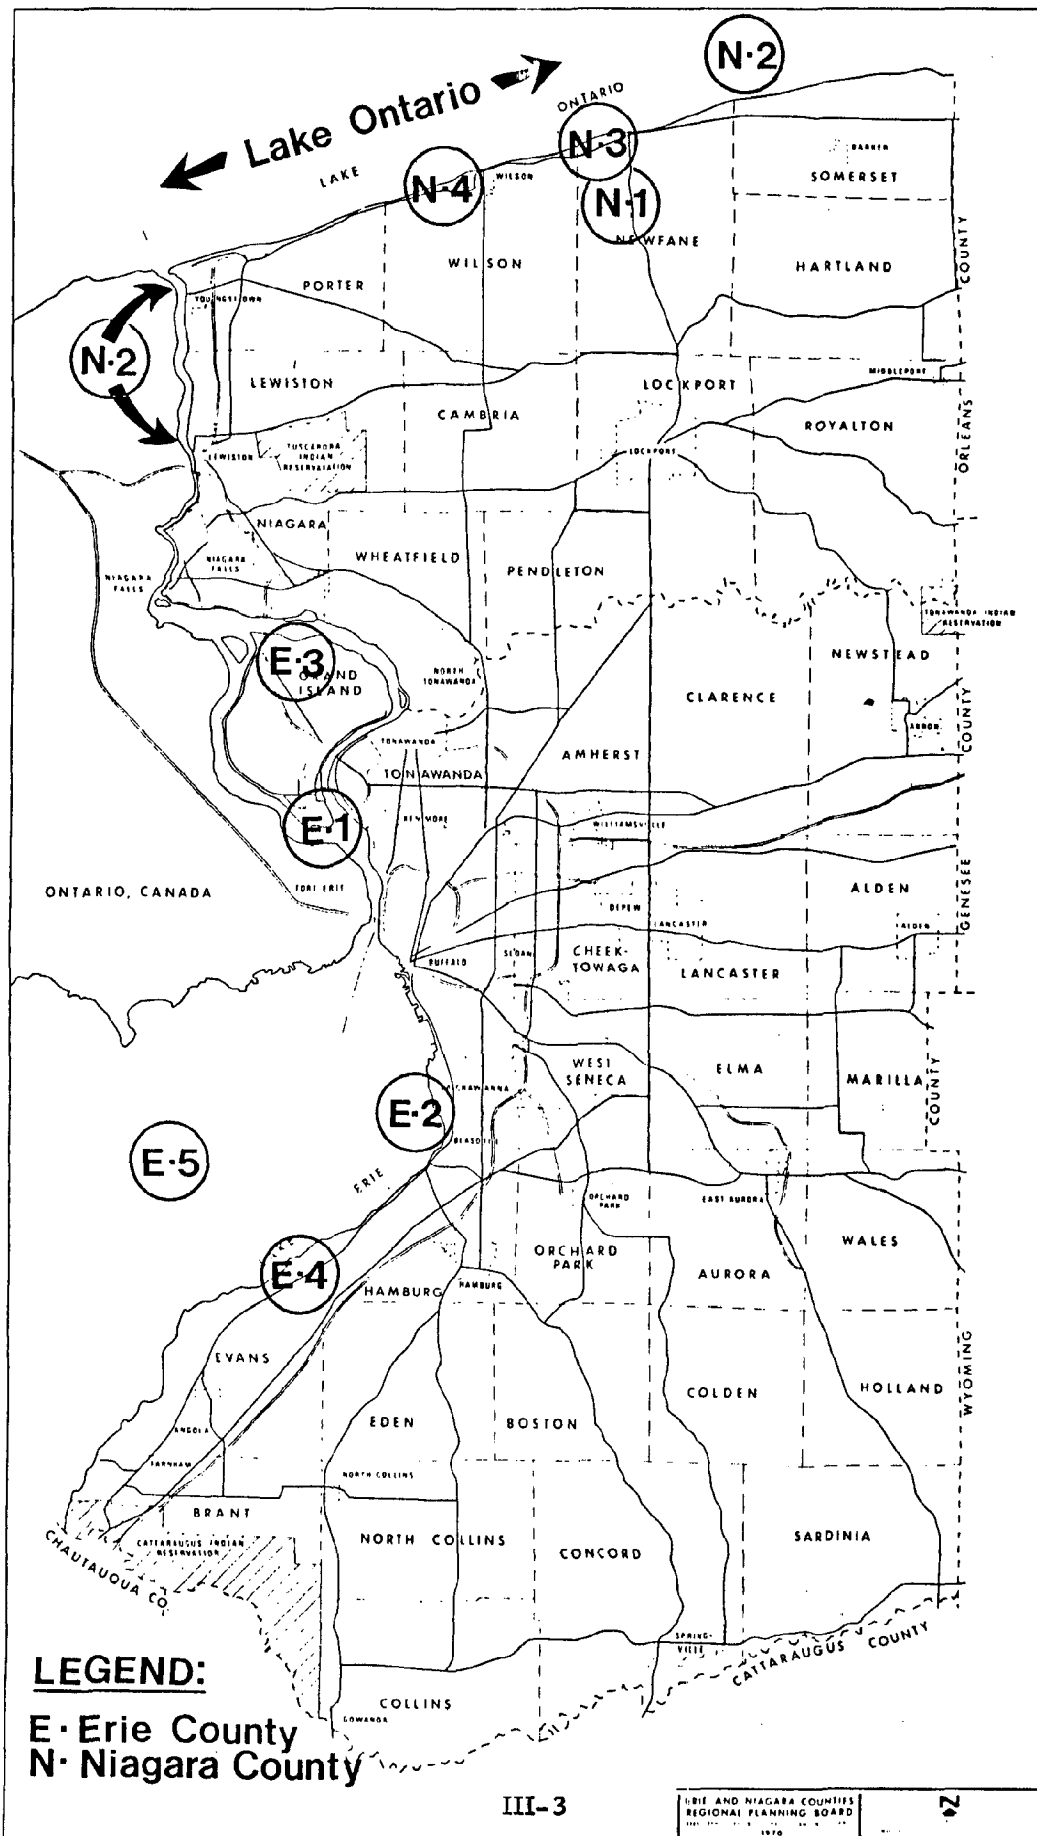 N·2
Lake Ontario
ONTARIO
N·3
BARKER
LAKE
N·4
WILSON
SOMERSET
N·1
NEWFANE
WILSON
HARTLAND
COUNTY
PORTER
YOUNGSTOWN
N·2
LEWISTON
LOCKPORT
MIDDLEPORT
CAMBRIA
ROYALTON
ORLEANS
LEWISTON
TUSCARORA
INDIAN
RESERVATION
LOCKPORT
NIAGARA
NIAGARA
FALLS
WHEATFIELD
PENDLETON
NIAGARA
FALLS
TONAWANDA INDIAN
RESERVATION
E·3
GRAND
ISLAND
NORTH
TONAWANDA
NEWSTEAD
CLARENCE
COUNTY
AKRON
TONAWANDA
AMHERST
TONAWANDA
E·1
KENMORE
WILLIAMSVILLE
ONTARIO, CANADA
FORT ERIE
ALDEN
GENESEE
DEPEW
LANCASTER
ALDEN
BUFFALO
SLOAN
CHEEK-
TOWAGA
LANCASTER
WEST
SENECA
ELMA
MARILLA
COUNTY
E·2
LACKAWANNA
BLASDELL
E·5
ERIE
ORCHARD
PARK
EAST AURORA
WALES
ORCHARD
PARK
AURORA
E·4
HAMBURG
HAMBURG
EVANS
WYOMING
COLDEN
HOLLAND
EDEN
BOSTON
ANGOLA
FARNHAM
NORTH COLLINS
BRANT
CATTARAUGUS INDIAN
RESERVATION
NORTH COLLINS
CONCORD
SARDINIA
CHAUTAUQUA CO.
SPRING-
VILLE
CATTARAUGUS COUNTY
COLLINS
GOWANDA
LEGEND:
E· Erie County
N· Niagara County
III-3
ERIE AND NIAGARA COUNTIES
REGIONAL PLANNING BOARD
1970
N